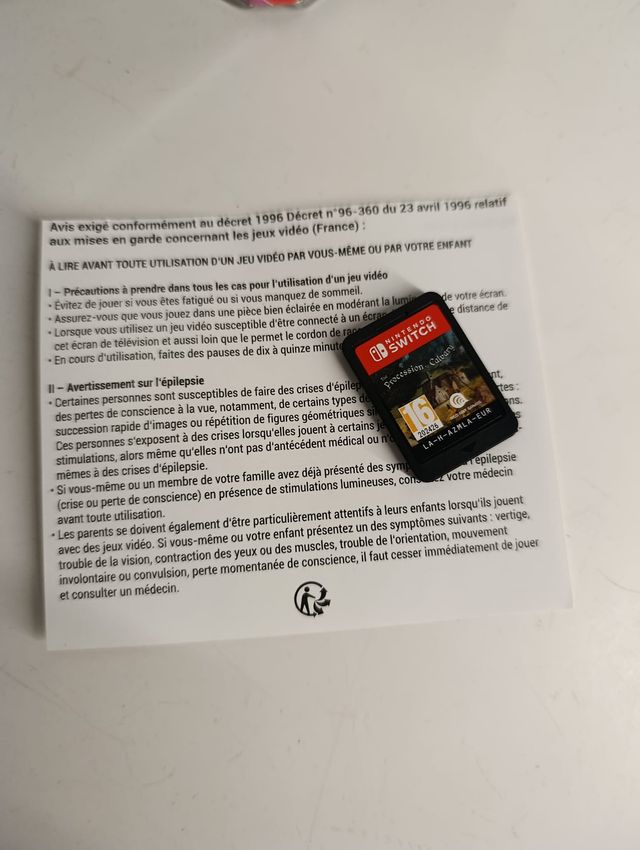 Avis exigé conformément au décret 1996 Décret n°96-360 du 23 avril 1996 relatif
aux mises en garde concernant les jeux vidéo (France) :
À LIRE AVANT TOUTE UTILISATION D'UN JEU VIDÉO PAR VOUS-MÊME OU PAR VOTRE ENFANT
I – Précautions à prendre dans tous les cas pour l'utilisation d'un jeu vidéo
• Évitez de jouer si vous êtes fatigué ou si vous manquez de sommeil.
• Assurez-vous que vous jouez dans une pièce bien éclairée en modérant la de votre écran.
• Lorsque vous utilisez un jeu vidéo susceptible d'être connecté à un distance de
cet écran de télévision et aussi loin que le permet le cordon de
• En cours d'utilisation, faites des pauses de dix à quinze
II – Avertissement sur l'épilepsie
• Certaines personnes sont susceptibles de faire des crises
des pertes de conscience à la vue, notamment, de certains types
succession rapide d'images ou répétition de figures géométriques
Ces personnes s'exposent à des crises lorsqu'elles jouent à certains
stimulations, alors même qu'elles n'ont pas d'antécédent médical ou
mêmes à des crises d'épilepsie.
• Si vous-même ou un membre de votre famille avez déjà présenté des l'épilepsie
(crise ou perte de conscience) en présence de stimulations lumineuses, votre médecin
avant toute utilisation.
• Les parents se doivent également d'être particulièrement attentifs à leurs enfants lorsqu'ils jouent
avec des jeux vidéo. Si vous-même ou votre enfant présentez un des symptômes suivants : vertige,
trouble de la vision, contraction des yeux ou des muscles, trouble de l'orientation, mouvement
involontaire ou convulsion, perte momentanée de conscience, il faut cesser immédiatement de jouer
et consulter un médecin.
NINTENDO
SWITCH
The Procession to Calvary
16
202426
LA-H-AZMLA-EUR